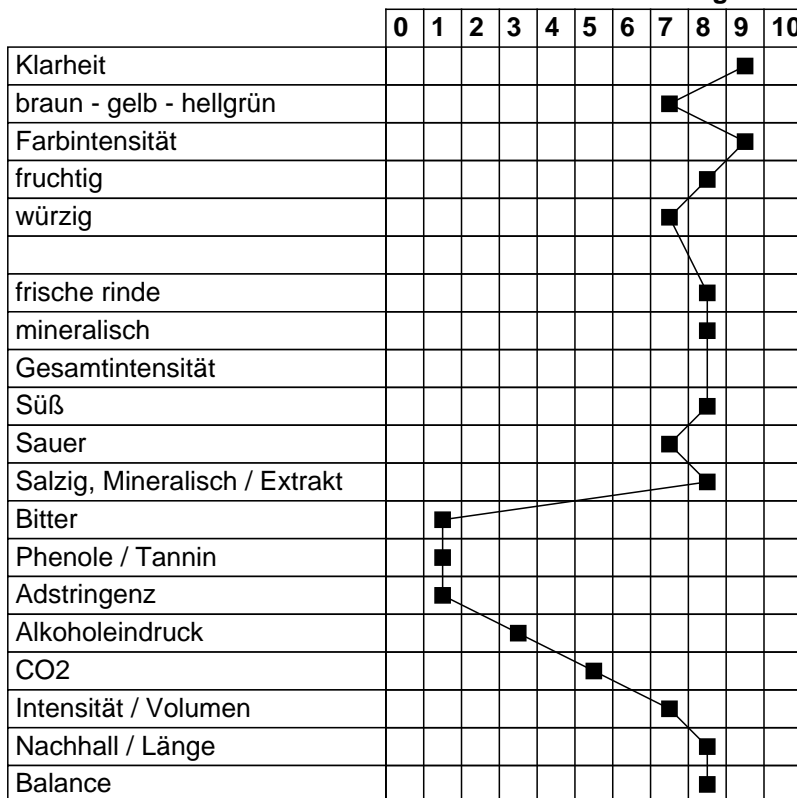 0 1 2 3 4 5 6 7 8 9 10
Klarheit
braun - gelb - hellgrün
Farbintensität
fruchtig
würzig
frische rinde
mineralisch
Gesamtintensität
Süß
Sauer
Salzig, Mineralisch / Extrakt
Bitter
Phenole / Tannin
Adstringenz
Alkoholeindruck
CO2
Intensität / Volumen
Nachhall / Länge
Balance